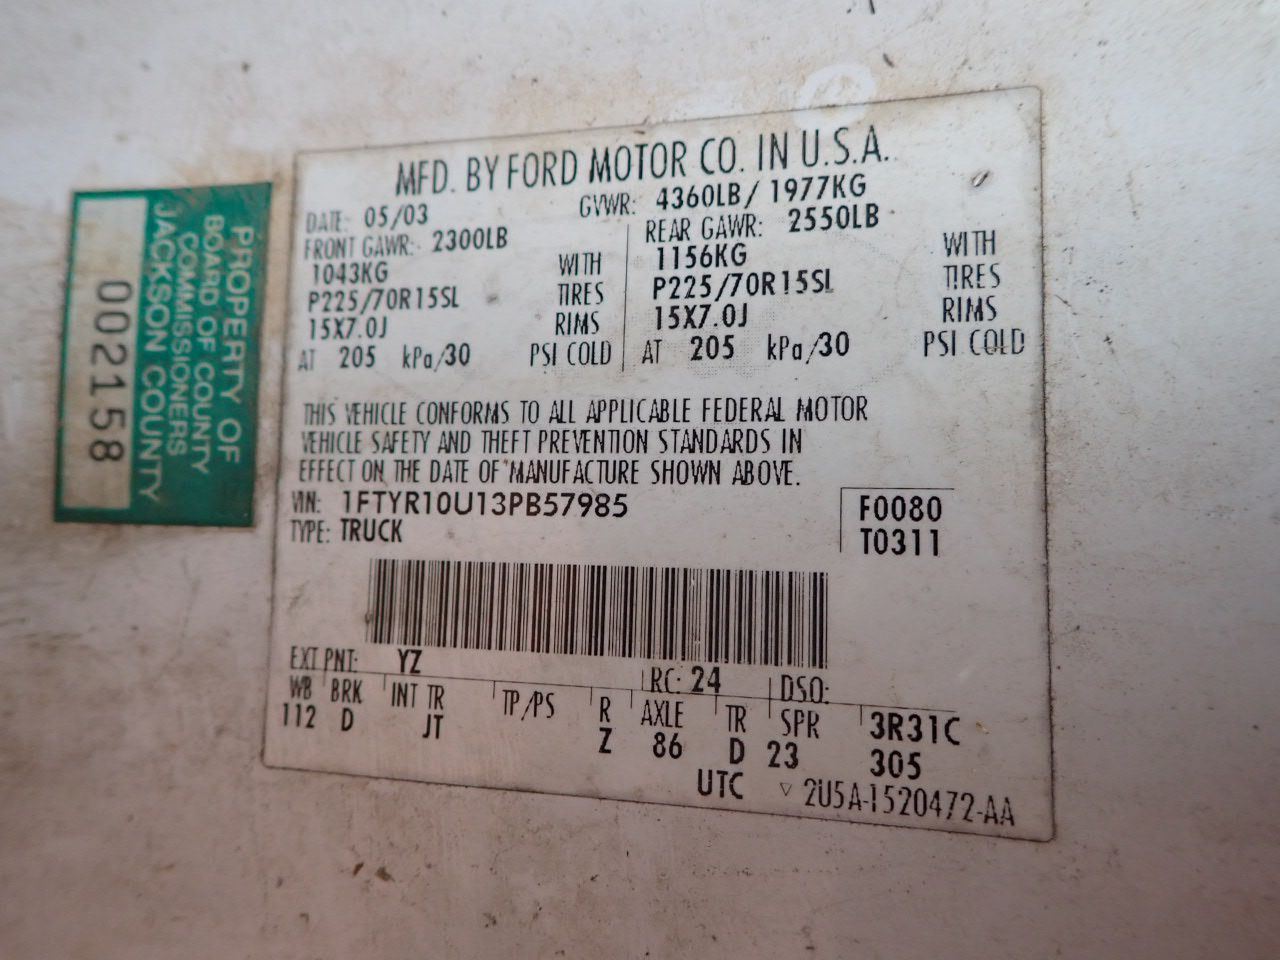 PROPERTY OF
BOARD OF COUNTY
COMMISSIONERS
JACKSON COUNTY
002158
MFD. BY FORD MOTOR CO. IN U.S.A.
DATE: 05/03 GVWR: 4360LB/ 1977KG
FRONT GAWR: 2300LB REAR GAWR: 2550LB
1043KG WITH 1156KG WITH
P225/70R15SL TIRES P225/70R15SL TIRES
15X7.0J RIMS 15X7.0J RIMS
AT 205 kPa/30 PSI COLD AT 205 kPa/30 PSI COLD
THIS VEHICLE CONFORMS TO ALL APPLICABLE FEDERAL MOTOR
VEHICLE SAFETY AND THEFT PREVENTION STANDARDS IN
EFFECT ON THE DATE OF MANUFACTURE SHOWN ABOVE.
VIN: 1FTYR10U13PB57985 F0080
TYPE: TRUCK T0311
EXT PNT: YZ RC: 24 DSO:
WB BRK INT TR TP/PS R AXLE TR SPR 3R31C
112 D JT Z 86 D 23 305
UTC ▽ 2U5A-1520472-AA